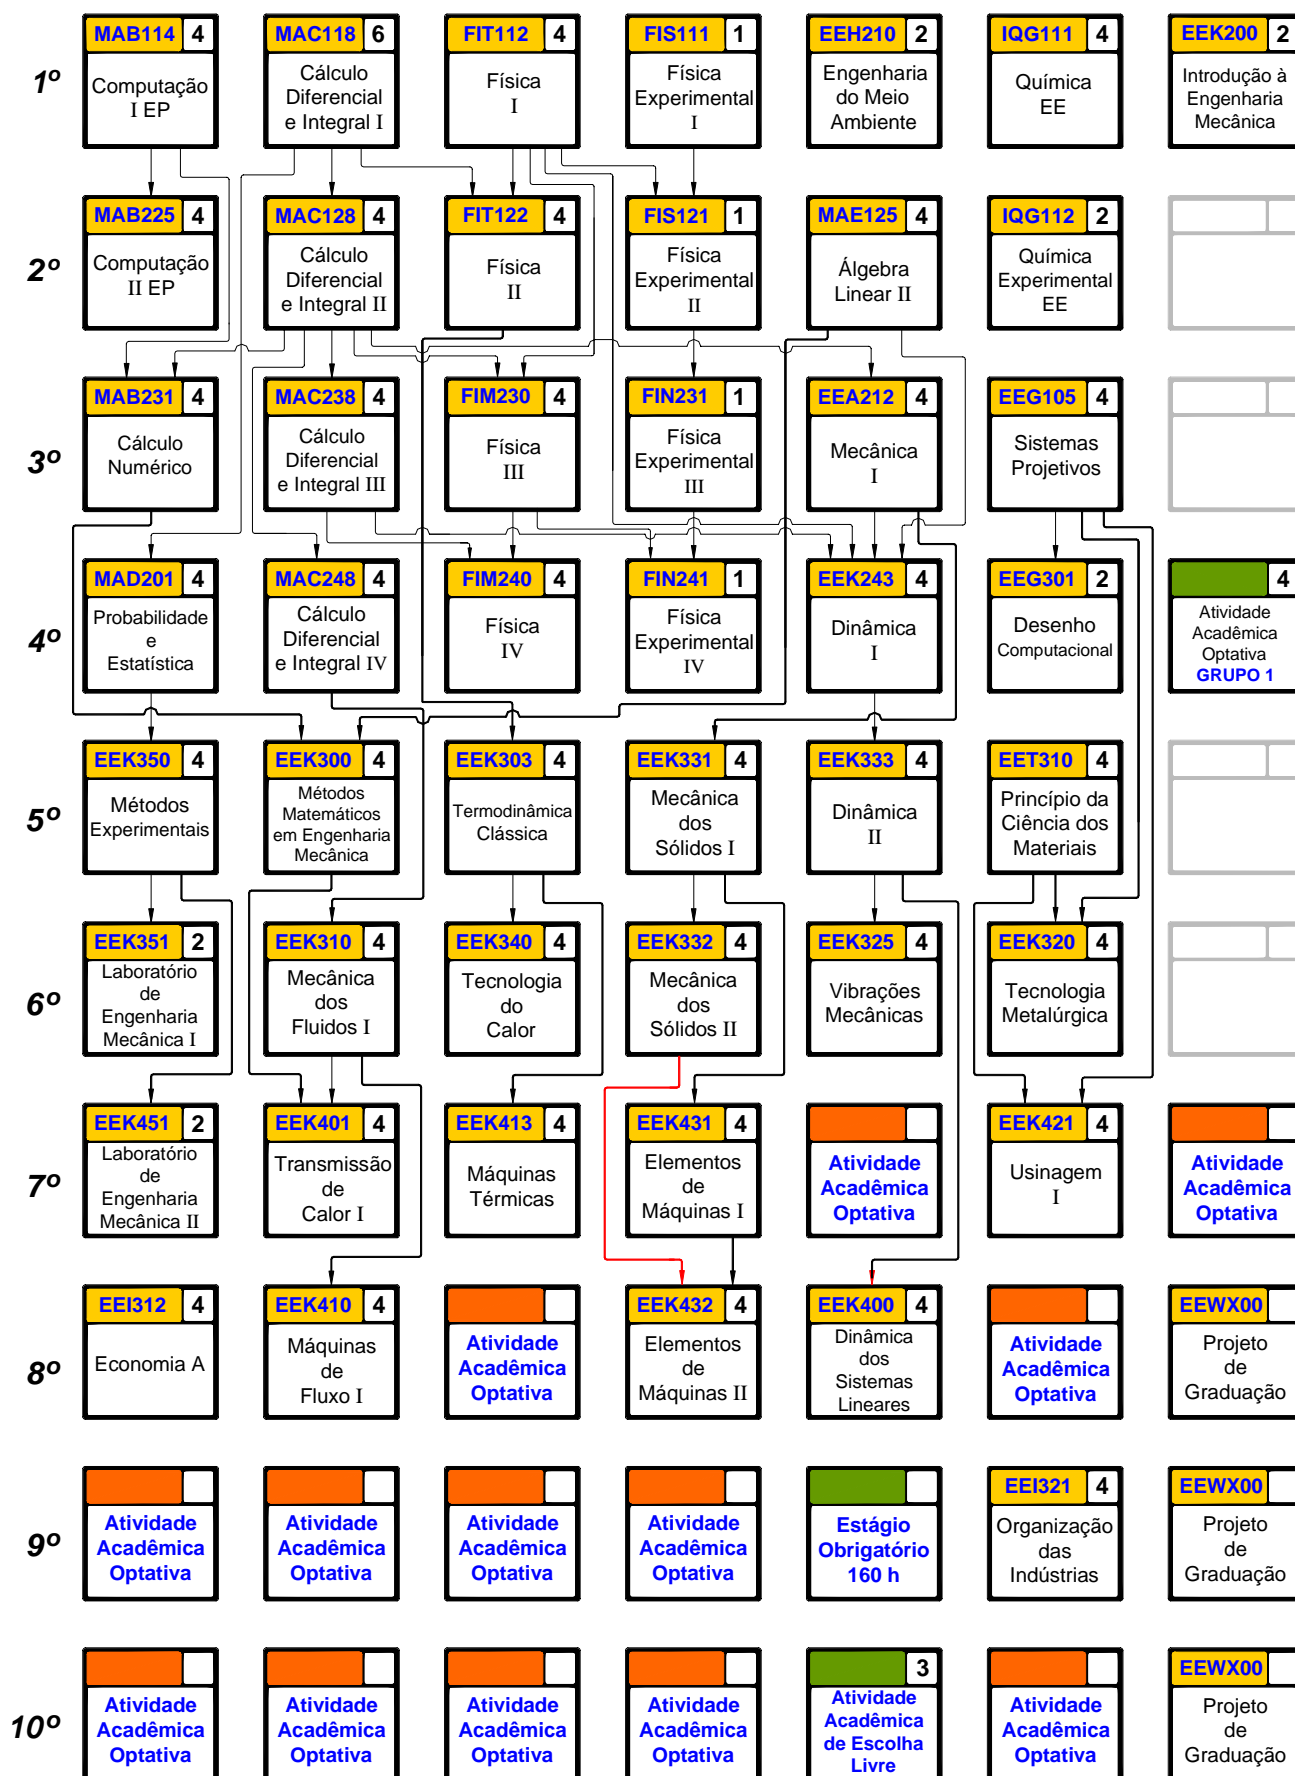 1º
MAB114 4
Computação
I EP
MAC118 6
Cálculo
Diferencial
e Integral I
FIT112 4
Física
I
FIS111 1
Física
Experimental
I
EEH210 2
Engenharia
do Meio
Ambiente
IQG111 4
Química
EE
EEK200 2
Introdução à
Engenharia
Mecânica
2º
MAB225 4
Computação
II EP
MAC128 4
Cálculo
Diferencial
e Integral II
FIT122 4
Física
II
FIS121 1
Física
Experimental
II
MAE125 4
Álgebra
Linear II
IQG112 2
Química
Experimental
EE
3º
MAB231 4
Cálculo
Numérico
MAC238 4
Cálculo
Diferencial
e Integral III
FIM230 4
Física
III
FIN231 1
Física
Experimental
III
EEA212 4
Mecânica
I
EEG105 4
Sistemas
Projetivos
4º
MAD201 4
Probabilidade
e
Estatística
MAC248 4
Cálculo
Diferencial
e Integral IV
FIM240 4
Física
IV
FIN241 1
Física
Experimental
IV
EEK243 4
Dinâmica
I
EEG301 2
Desenho
Computacional
4
Atividade
Acadêmica
Optativa
GRUPO 1
5º
EEK350 4
Métodos
Experimentais
EEK300 4
Métodos
Matemáticos
em Engenharia
Mecânica
EEK303 4
Termodinâmica
Clássica
EEK331 4
Mecânica
dos
Sólidos I
EEK333 4
Dinâmica
II
EET310 4
Princípio da
Ciência dos
Materiais
6º
EEK351 2
Laboratório
de
Engenharia
Mecânica I
EEK310 4
Mecânica
dos
Fluidos I
EEK340 4
Tecnologia
do
Calor
EEK332 4
Mecânica
dos
Sólidos II
EEK325 4
Vibrações
Mecânicas
EEK320 4
Tecnologia
Metalúrgica
7º
EEK451 2
Laboratório
de
Engenharia
Mecânica II
EEK401 4
Transmissão
de
Calor I
EEK413 4
Máquinas
Térmicas
EEK431 4
Elementos
de
Máquinas I
Atividade
Acadêmica
Optativa
EEK421 4
Usinagem
I
Atividade
Acadêmica
Optativa
8º
EEI312 4
Economia A
EEK410 4
Máquinas
de
Fluxo I
Atividade
Acadêmica
Optativa
EEK432 4
Elementos
de
Máquinas II
EEK400 4
Dinâmica
dos
Sistemas
Lineares
Atividade
Acadêmica
Optativa
EEWX00
Projeto
de
Graduação
9º
Atividade
Acadêmica
Optativa
Atividade
Acadêmica
Optativa
Atividade
Acadêmica
Optativa
Atividade
Acadêmica
Optativa
Estágio
Obrigatório
160 h
EEI321 4
Organização
das
Indústrias
EEWX00
Projeto
de
Graduação
10º
Atividade
Acadêmica
Optativa
Atividade
Acadêmica
Optativa
Atividade
Acadêmica
Optativa
Atividade
Acadêmica
Optativa
3
Atividade
Acadêmica
de Escolha
Livre
Atividade
Acadêmica
Optativa
EEWX00
Projeto
de
Graduação